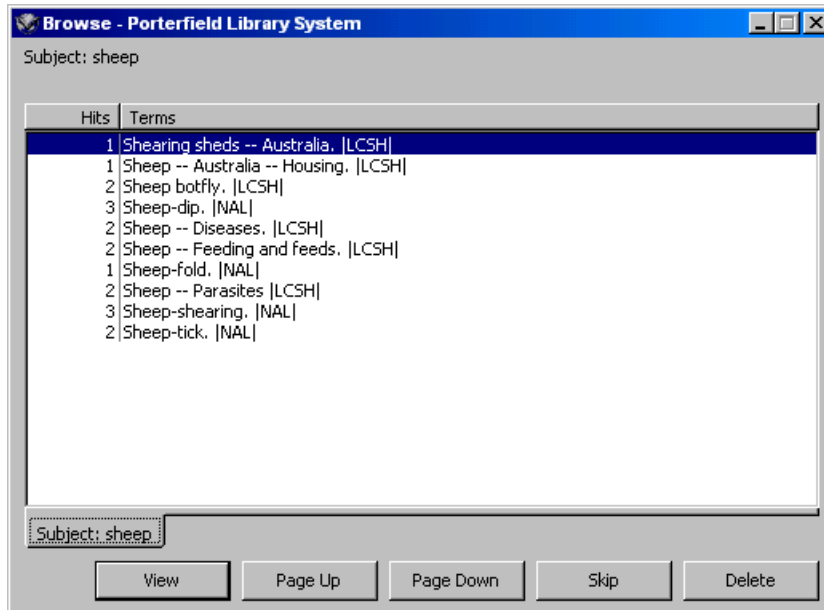 Browse - Porterfield Library System
Subject: sheep
Hits Terms
1 Shearing sheds -- Australia. |LCSH|
1 Sheep -- Australia -- Housing. |LCSH|
2 Sheep botfly. |LCSH|
3 Sheep-dip. |NAL|
2 Sheep -- Diseases. |LCSH|
2 Sheep -- Feeding and feeds. |LCSH|
1 Sheep-fold. |NAL|
2 Sheep -- Parasites |LCSH|
3 Sheep-shearing. |NAL|
2 Sheep-tick. |NAL|
Subject: sheep
View Page Up Page Down Skip Delete